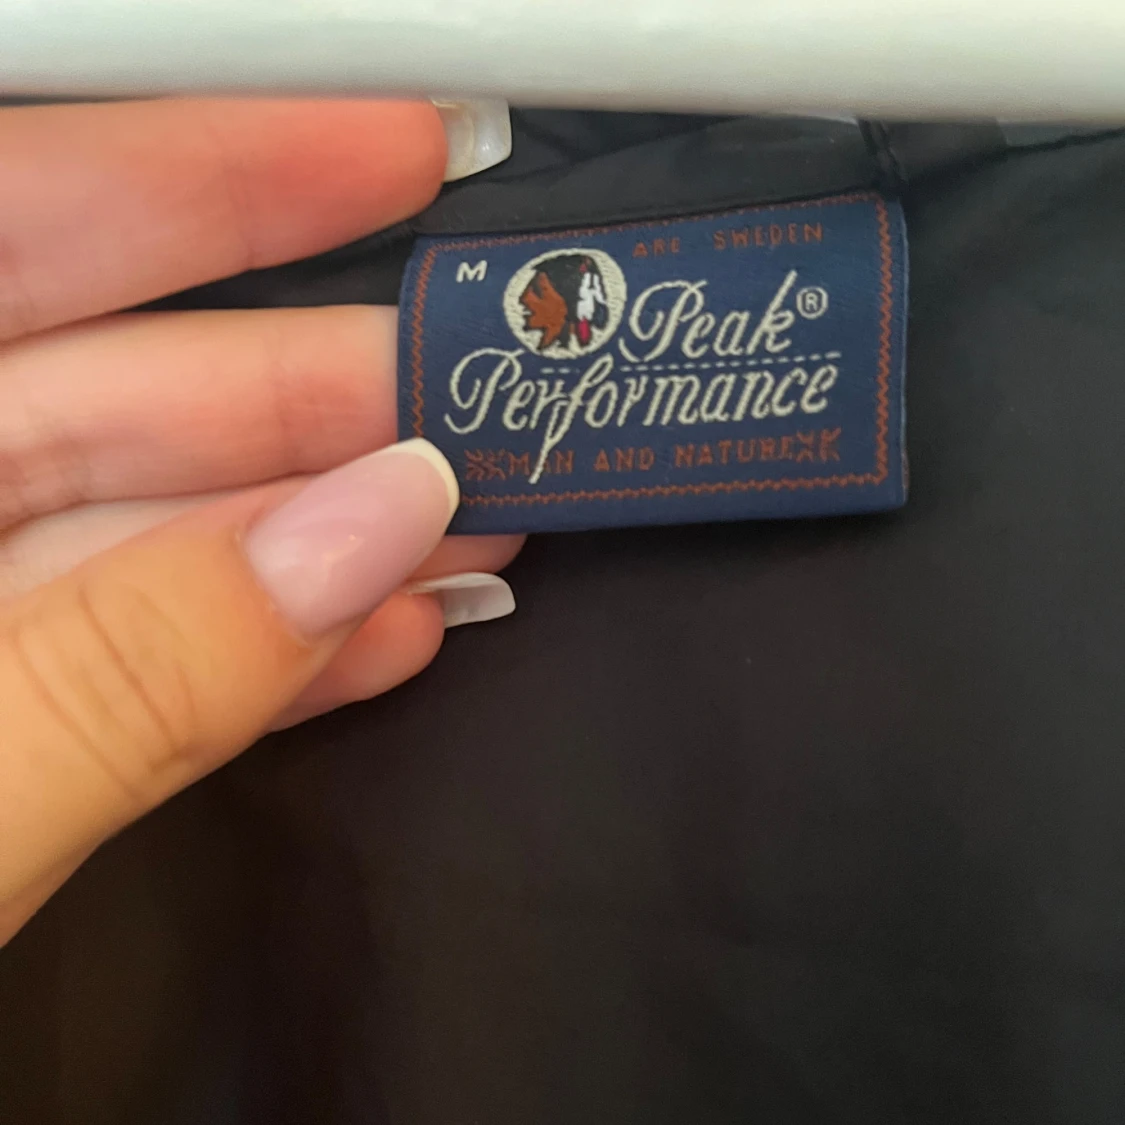 ARE SWEDEN
M
Peak®
Performance
MAN AND NATURE